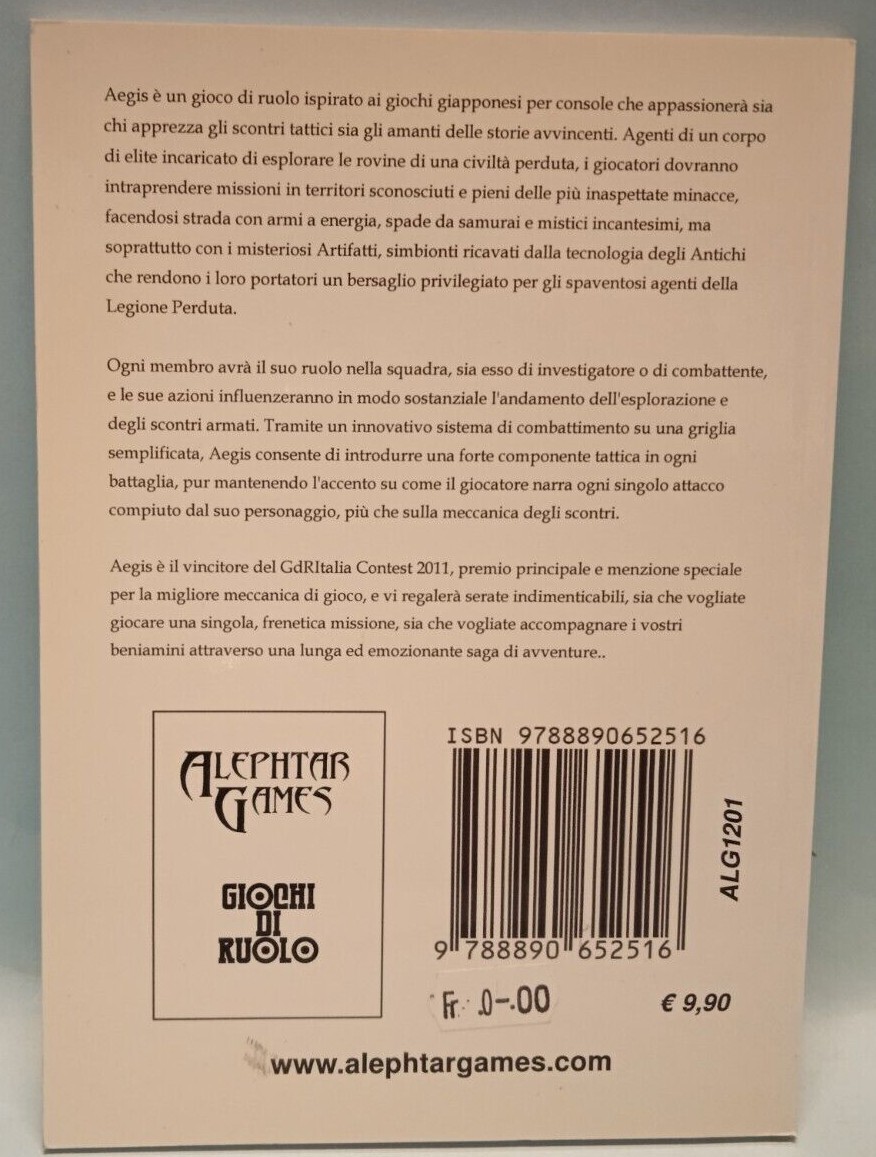 Aegis è un gioco di ruolo ispirato ai giochi giapponesi per console che appassionerà sia
chi apprezza gli scontri tattici sia gli amanti delle storie avvincenti. Agenti di un corpo
di elite incaricato di esplorare le rovine di una civiltà perduta, i giocatori dovranno
intraprendere missioni in territori sconosciuti e pieni delle più inaspettate minacce,
facendosi strada con armi a energia, spade da samurai e mistici incantesimi, ma
soprattutto con i misteriosi Artifatti, simbionti ricavati dalla tecnologia degli Antichi
che rendono i loro portatori un bersaglio privilegiato per gli spaventosi agenti della
Legione Perduta.
Ogni membro avrà il suo ruolo nella squadra, sia esso di investigatore o di combattente,
e le sue azioni influenzeranno in modo sostanziale l'andamento dell'esplorazione e
degli scontri armati. Tramite un innovativo sistema di combattimento su una griglia
semplificata, Aegis consente di introdurre una forte componente tattica in ogni
battaglia, pur mantenendo l'accento su come il giocatore narra ogni singolo attacco
compiuto dal suo personaggio, più che sulla meccanica degli scontri.
Aegis è il vincitore del GdRItalia Contest 2011, premio principale e menzione speciale
per la migliore meccanica di gioco, e vi regalerà serate indimenticabili, sia che vogliate
giocare una singola, frenetica missione, sia che vogliate accompagnare i vostri
beniamini attraverso una lunga ed emozionante saga di avventure..
ALEPHTAR
GAMES
GIOCHI
DI
RUOLO
ISBN 9788890652516
9 788890 652516
ALG1201
Fr. .0-.00
€ 9,90
www.alephtargames.com